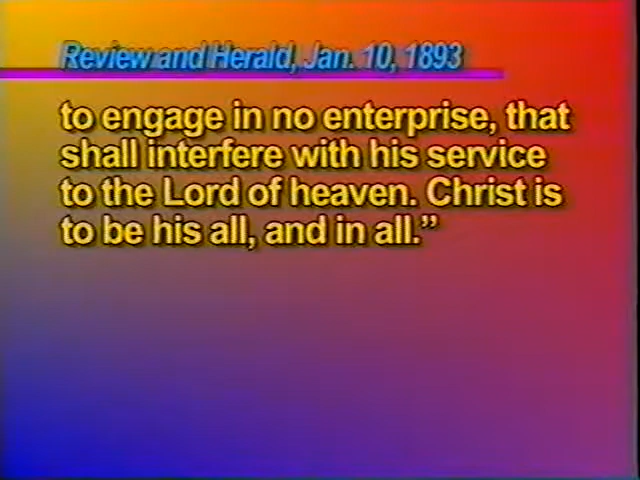 Review and Herald, Jan. 10, 1893
to engage in no enterprise, that
shall interfere with his service
to the Lord of heaven. Christ is
to be his all, and in all.”